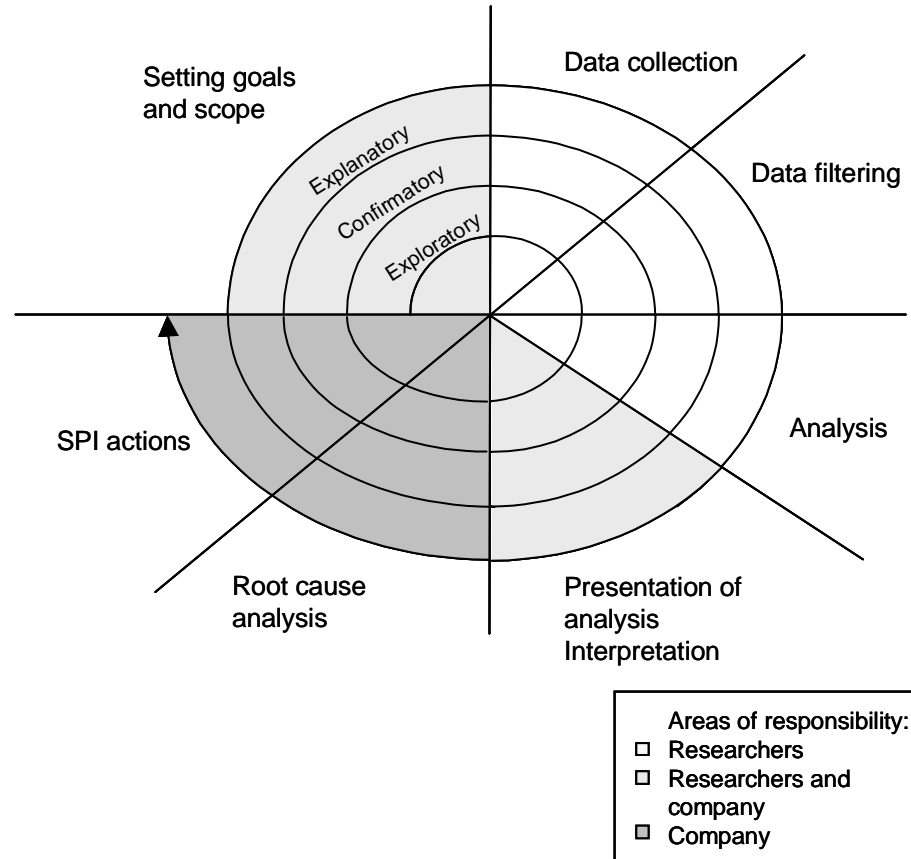 Setting goals
and scope
Data collection
Explanatory
Confirmatory
Exploratory
Data filtering
SPI actions
Analysis
Root cause
analysis
Presentation of
analysis
Interpretation
Areas of responsibility:
Researchers
Researchers and
company
Company